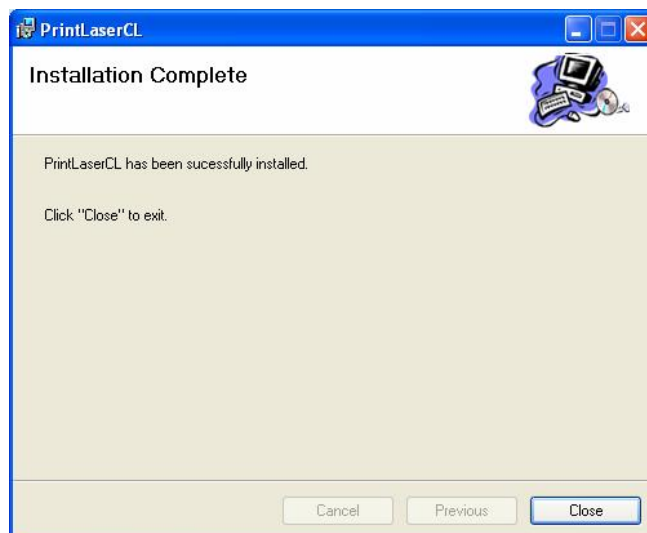 PrintLaserCL
Installation Complete
PrintLaserCL has been sucessfully installed.
Click "Close" to exit.
Cancel
Previous
Close